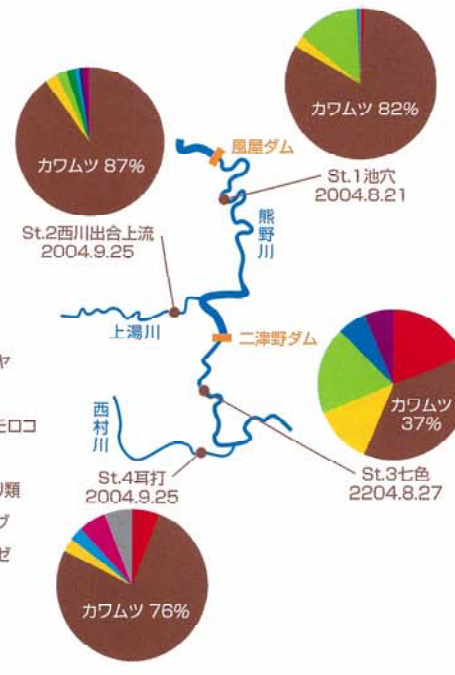 カワムツ 82%
カワムツ 87%
風屋ダム
St.1池穴
2004.8.21
St.2西川出合上流
2004.9.25
熊野川
上湯川
二津野ダム
ヤ
カワムツ
37%
西村川
モロコ
St.3七色
2204.8.27
St.4耳打
2004.9.25
リ類
ブ
ゼ
カワムツ 76%